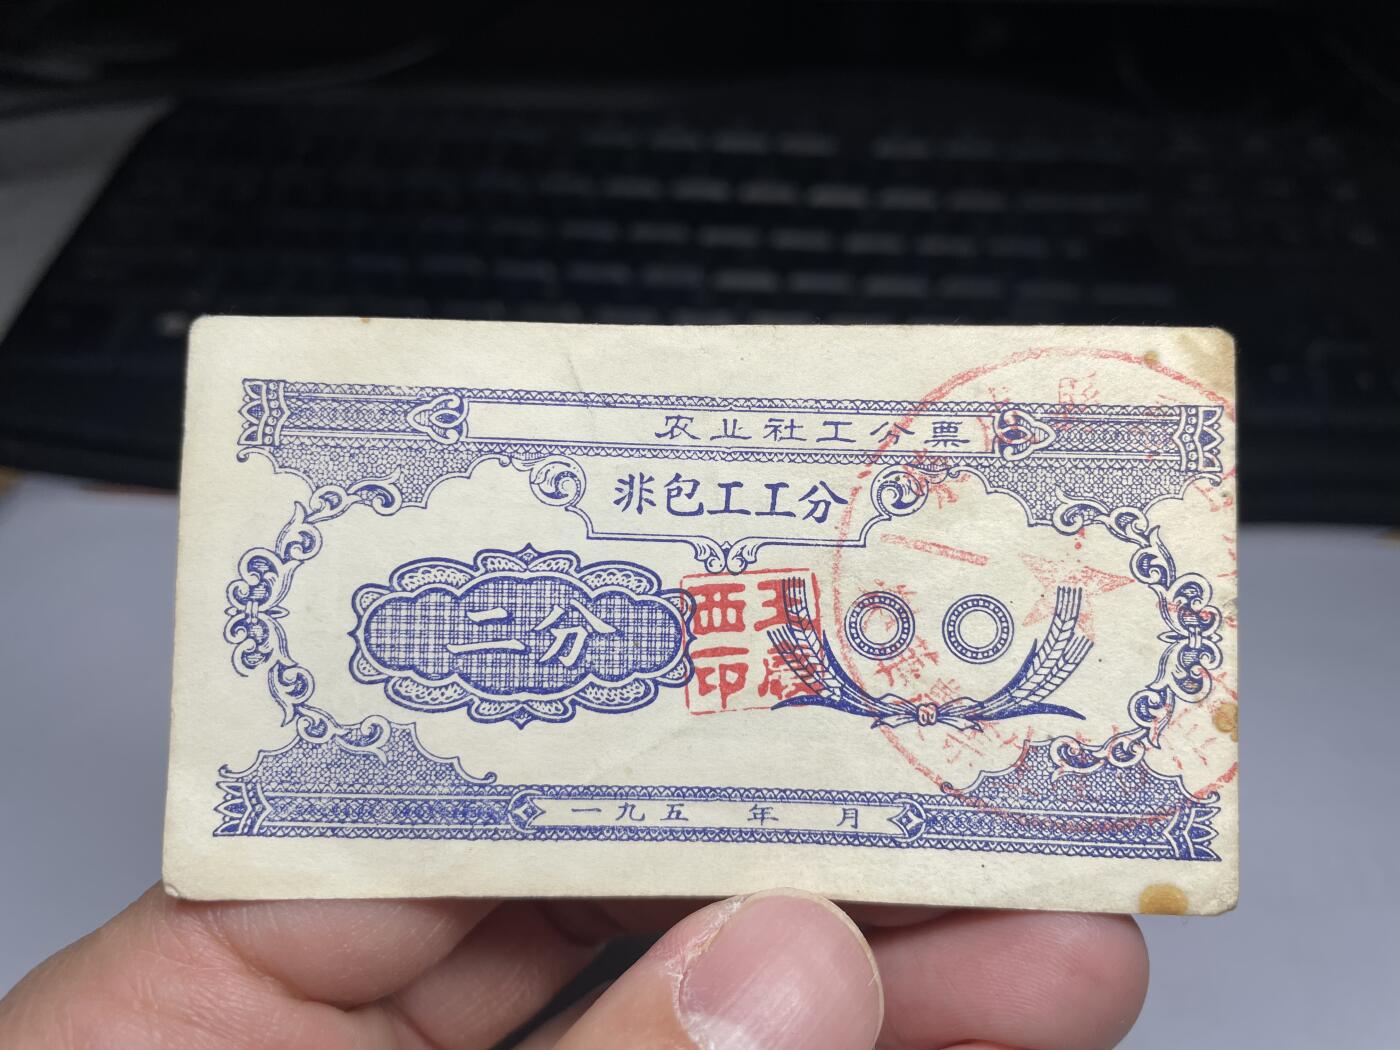 农业社工分票
非包工工分
二分
王西
印
一九五 年 月